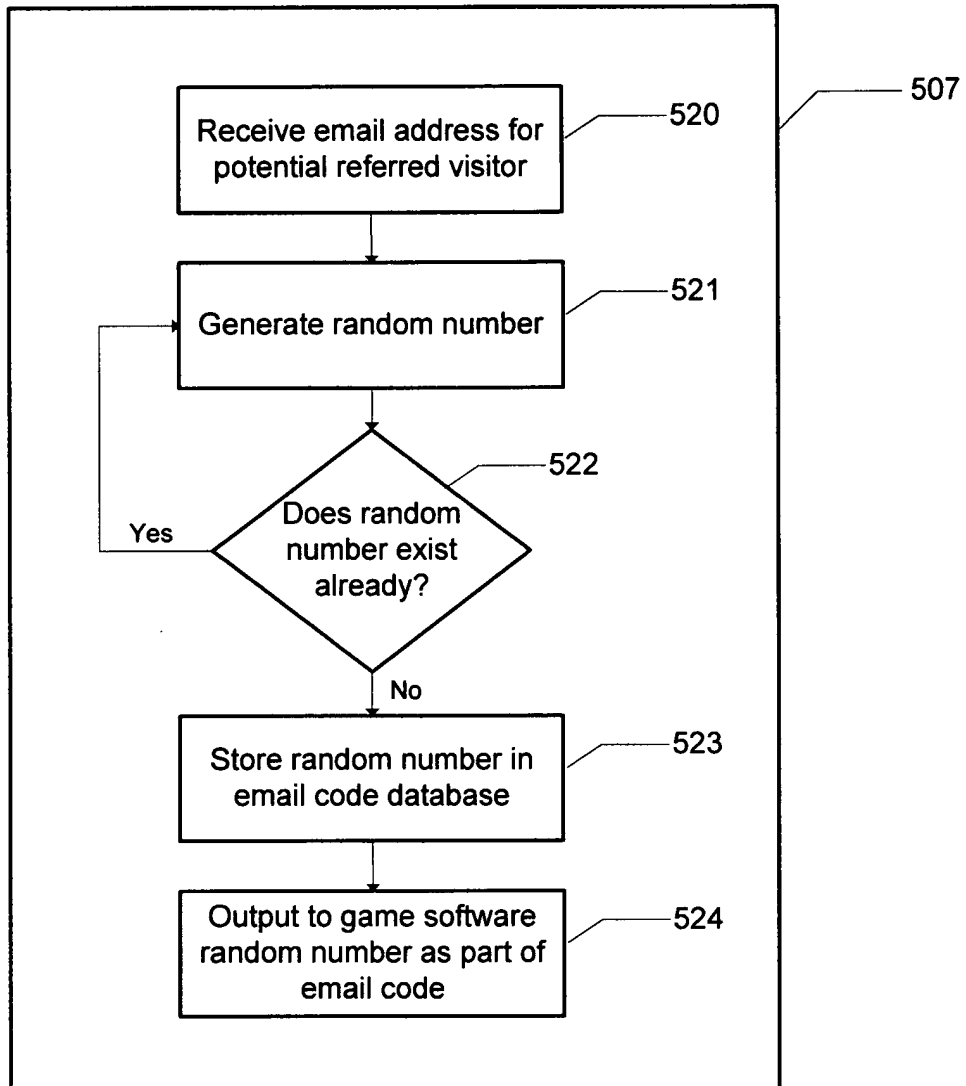 507
Receive email address for
potential referred visitor
520
Generate random number
521
Does random
number exist
already?
522
Yes
No
Store random number in
email code database
523
Output to game software
random number as part of
email code
524